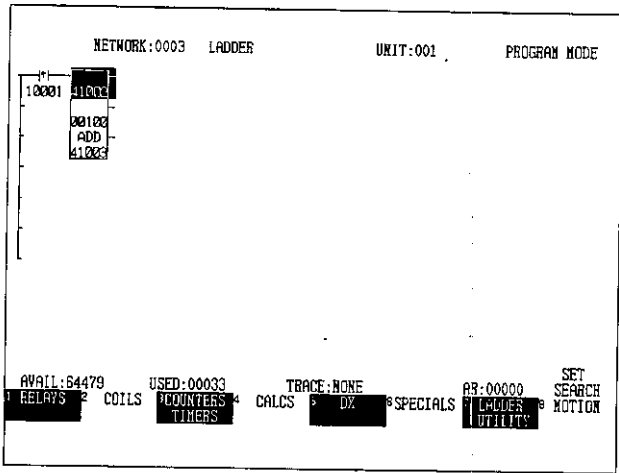 NETWORK:0003 LADDER UNIT:001 PROGRAM MODE
10001 41002
00100
ADD
41003
AVAIL:64479 USED:00033 TRACE:NONE AR:00000 SET
1 RELAYS 2 COILS 3 COUNTERS 4 CALCS 5 DX 6 SPECIALS 7 LADDER 8 SEARCH
TIMERS UTILITY MOTION